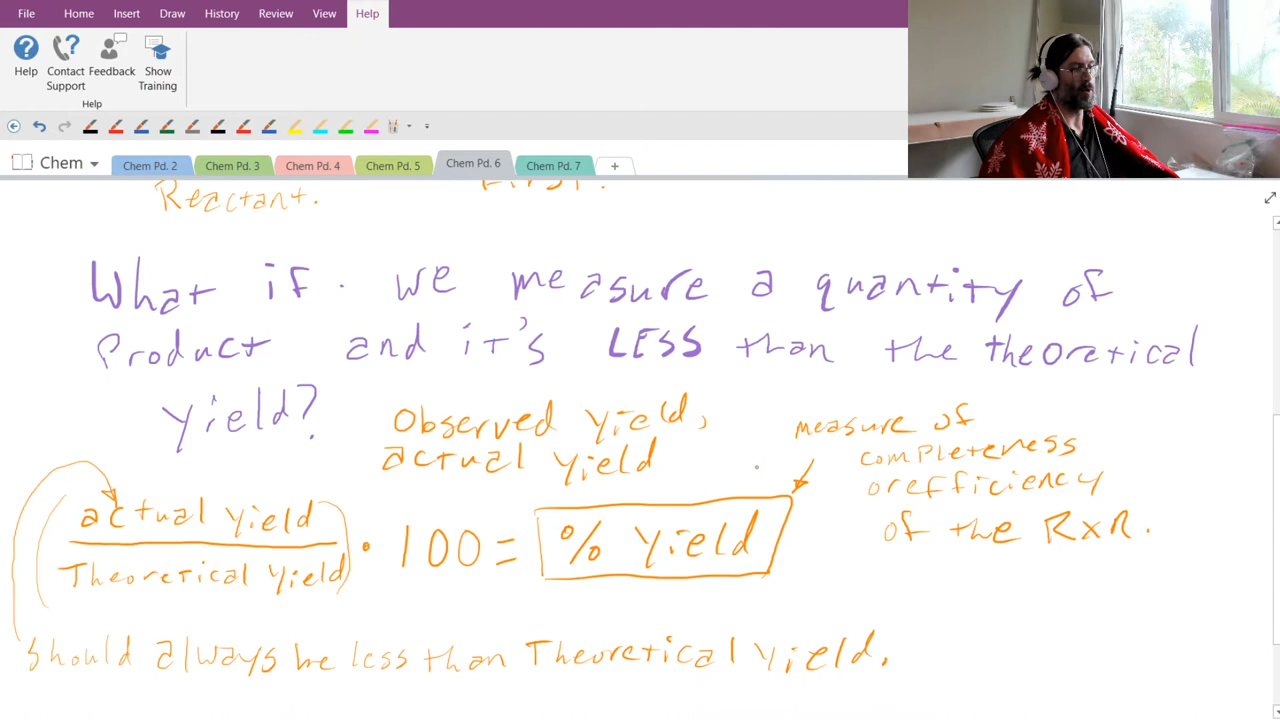 File Home Insert Draw History Review View Help
Help Contact Support Feedback Show Training
Help
Chem Chem Pd. 2 Chem Pd. 3 Chem Pd. 4 Chem Pd. 5 Chem Pd. 6 Chem Pd. 7 +
Reactant. First.
What if we measure a quantity of
Product and it's LESS than the theoretical
yield?
Observed yield,
actual yield
measure of
completeness
or efficiency
of the RxR.
actual yield
Theoretical yield
• 100 = % yield
should always be less than Theoretical yield.